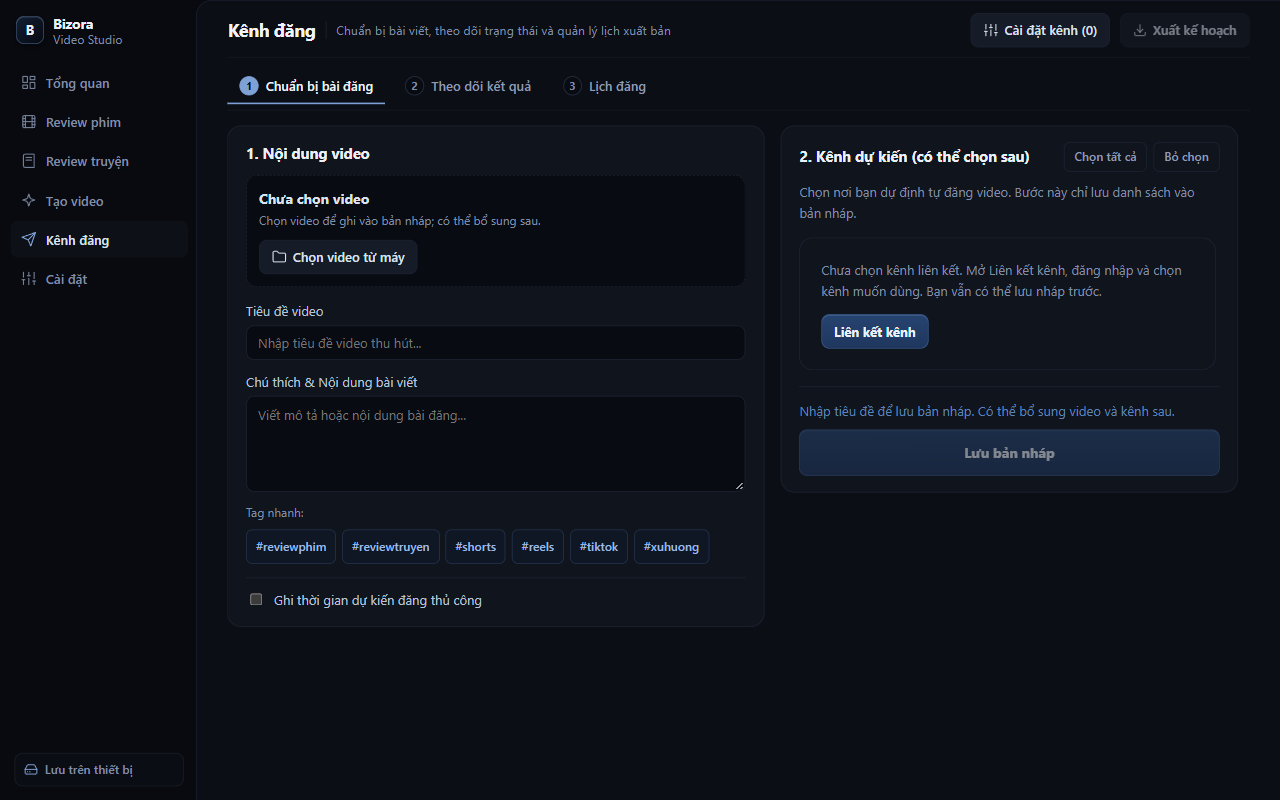 B
Bizora
Video Studio
Tổng quan
Review phim
Review truyện
Tạo video
Kênh đăng
Cài đặt
Lưu trên thiết bị
Kênh đăng
Chuẩn bị bài viết, theo dõi trạng thái và quản lý lịch xuất bản
Cài đặt kênh (0)
Xuất kế hoạch
1 Chuẩn bị bài đăng
2 Theo dõi kết quả
3 Lịch đăng
1. Nội dung video
Chưa chọn video
Chọn video để ghi vào bản nháp; có thể bổ sung sau.
Chọn video từ máy
Tiêu đề video
Nhập tiêu đề video thu hút...
Chú thích & Nội dung bài viết
Viết mô tả hoặc nội dung bài đăng...
Tag nhanh:
#reviewphim #reviewtruyen #shorts #reels #tiktok #xuhuong
Ghi thời gian dự kiến đăng thủ công
2. Kênh dự kiến (có thể chọn sau)
Chọn tất cả
Bỏ chọn
Chọn nơi bạn dự định tự đăng video. Bước này chỉ lưu danh sách vào
bản nháp.
Chưa chọn kênh liên kết. Mở Liên kết kênh, đăng nhập và chọn
kênh muốn dùng. Bạn vẫn có thể lưu nháp trước.
Liên kết kênh
Nhập tiêu đề để lưu bản nháp. Có thể bổ sung video và kênh sau.
Lưu bản nháp